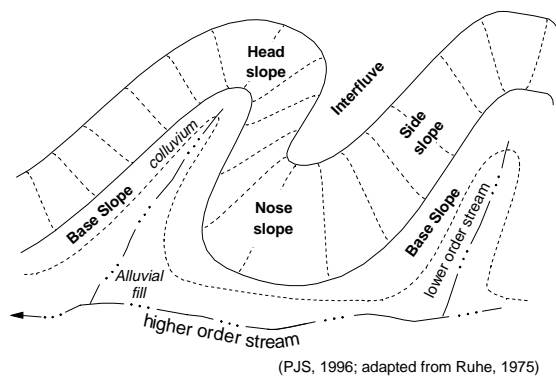 Head
slope
Interfluve
Side
slope
colluvium
Base Slope
Nose
slope
Base Slope
lower order stream
Alluvial
fill
higher order stream
(PJS, 1996; adapted from Ruhe, 1975)